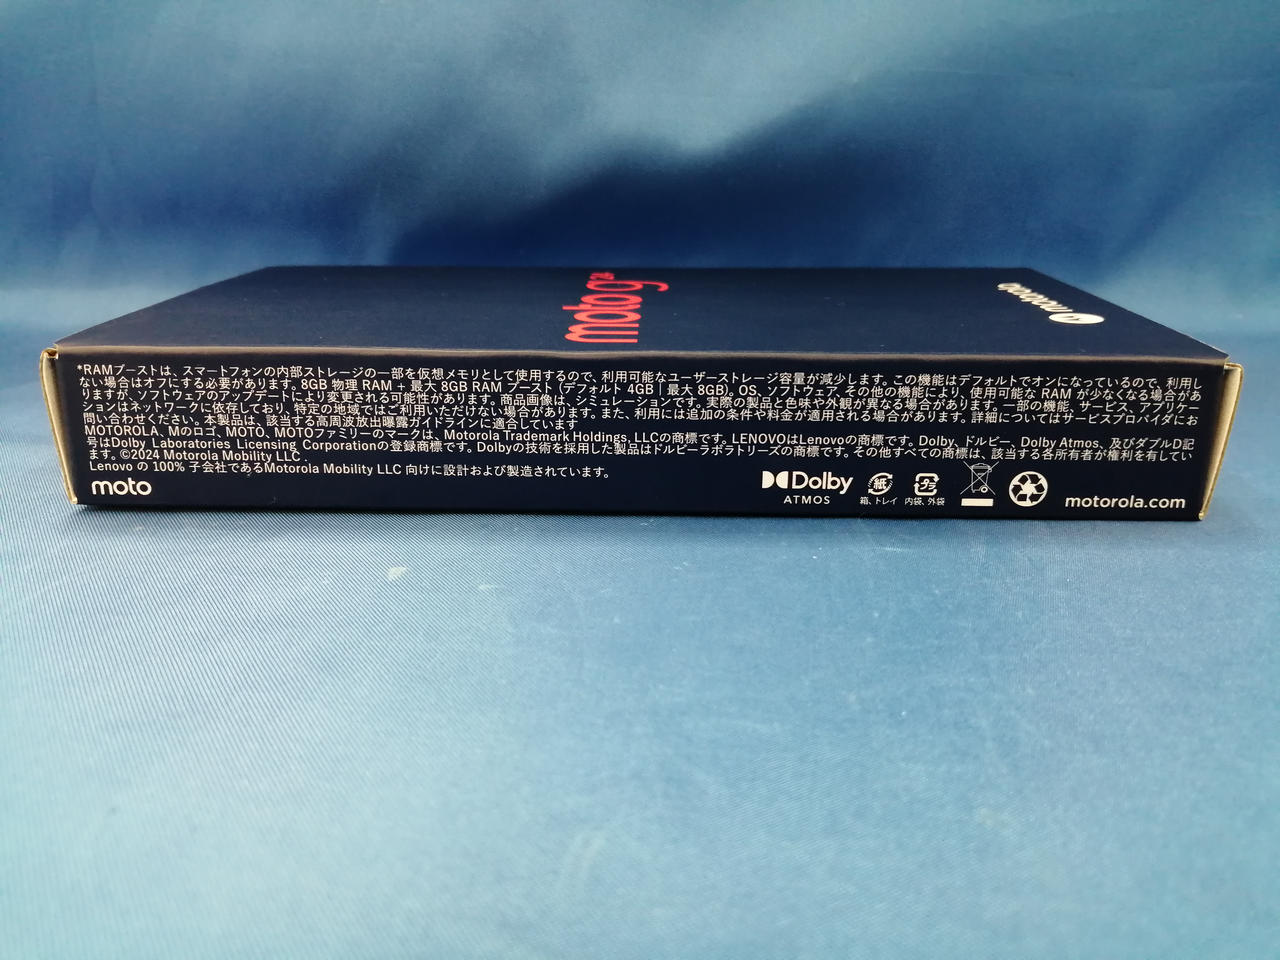 moto g24
motorola
*RAMブーストは、スマートフォンの内部ストレージの一部を仮想メモリとして使用するので、利用可能なユーザーストレージ容量が減少します。この機能はデフォルトでオンになっているので、利用し
ない場合はオフにする必要があります。8GB 物理 RAM + 最大 8GB RAM ブースト (デフォルト 4GB | 最大 8GB)。OS、ソフトウェア、その他の機能により、使用可能な RAM が少なくなる場合があ
りますが、ソフトウェアのアップデートにより変更される可能性があります。商品画像は、シミュレーションです。実際の製品と色味や外観が異なる場合があります。一部の機能、サービス、アプリケー
ションはネットワークに依存しており、特定の地域ではご利用いただけない場合があります。また、利用には追加の条件や料金が適用される場合があります。詳細についてはサービスプロバイダにお
問い合わせください。本製品は、該当する高周波放出曝露ガイドラインに適合しています
MOTOROLA、Mのロゴ、MOTO、MOTOファミリーのマークは、Motorola Trademark Holdings, LLCの商標です。LENOVOはLenovoの商標です。Dolby、ドルビー、Dolby Atmos、及びダブルD記
号はDolby Laboratories Licensing Corporationの登録商標です。Dolbyの技術を採用した製品はドルビーラボラトリーズの商標です。その他すべての商標は、該当する各所有者が権利を有してい
ます。©2024 Motorola Mobility LLC .
Lenovo の 100% 子会社であるMotorola Mobility LLC 向けに設計および製造されています。
moto
Dolby
ATMOS
紙
箱、トレイ
プラ
内袋、外袋
motorola.com